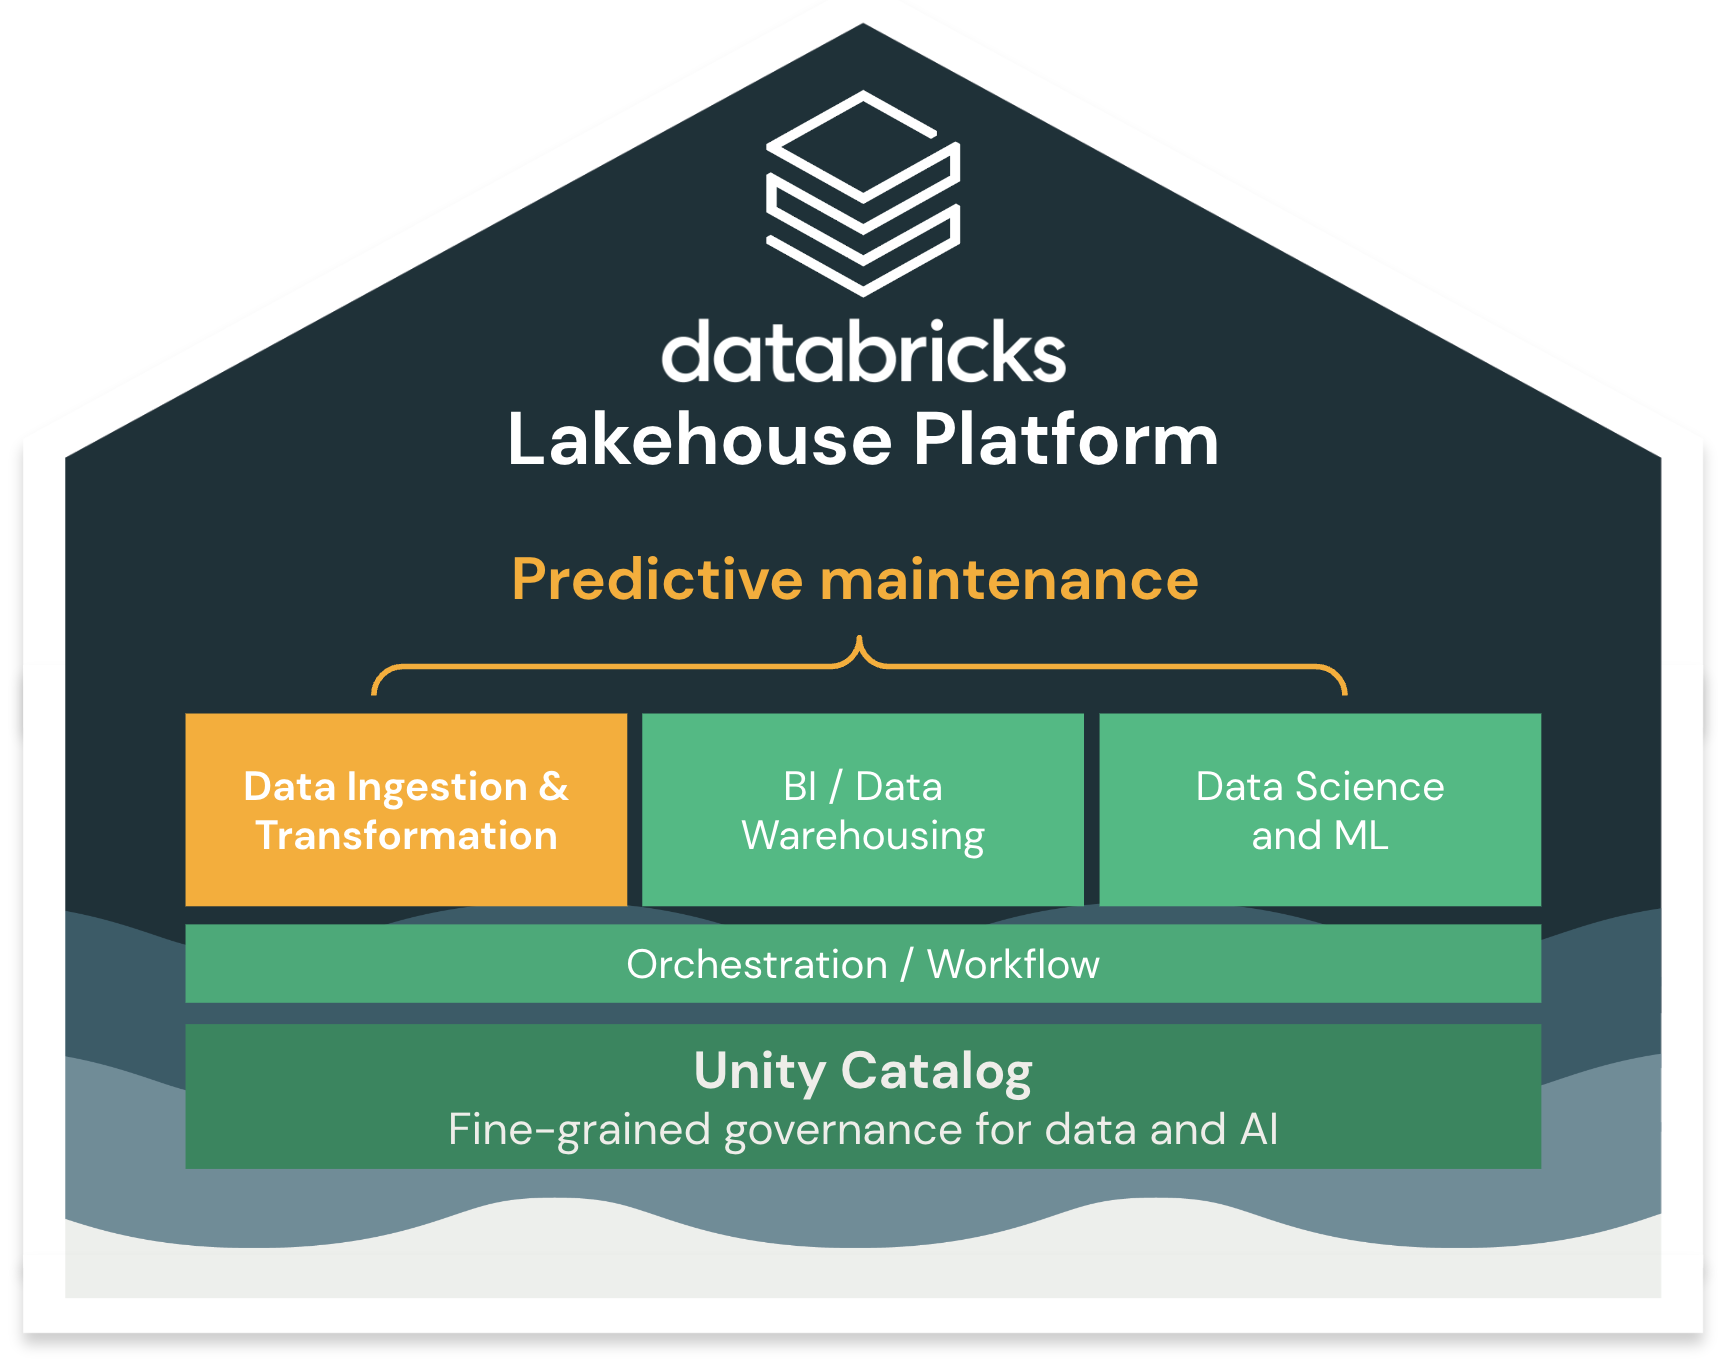 databricks
Lakehouse Platform
Predictive maintenance
Data Ingestion &
Transformation
BI / Data
Warehousing
Data Science
and ML
Orchestration / Workflow
Unity Catalog
Fine-grained governance for data and AI